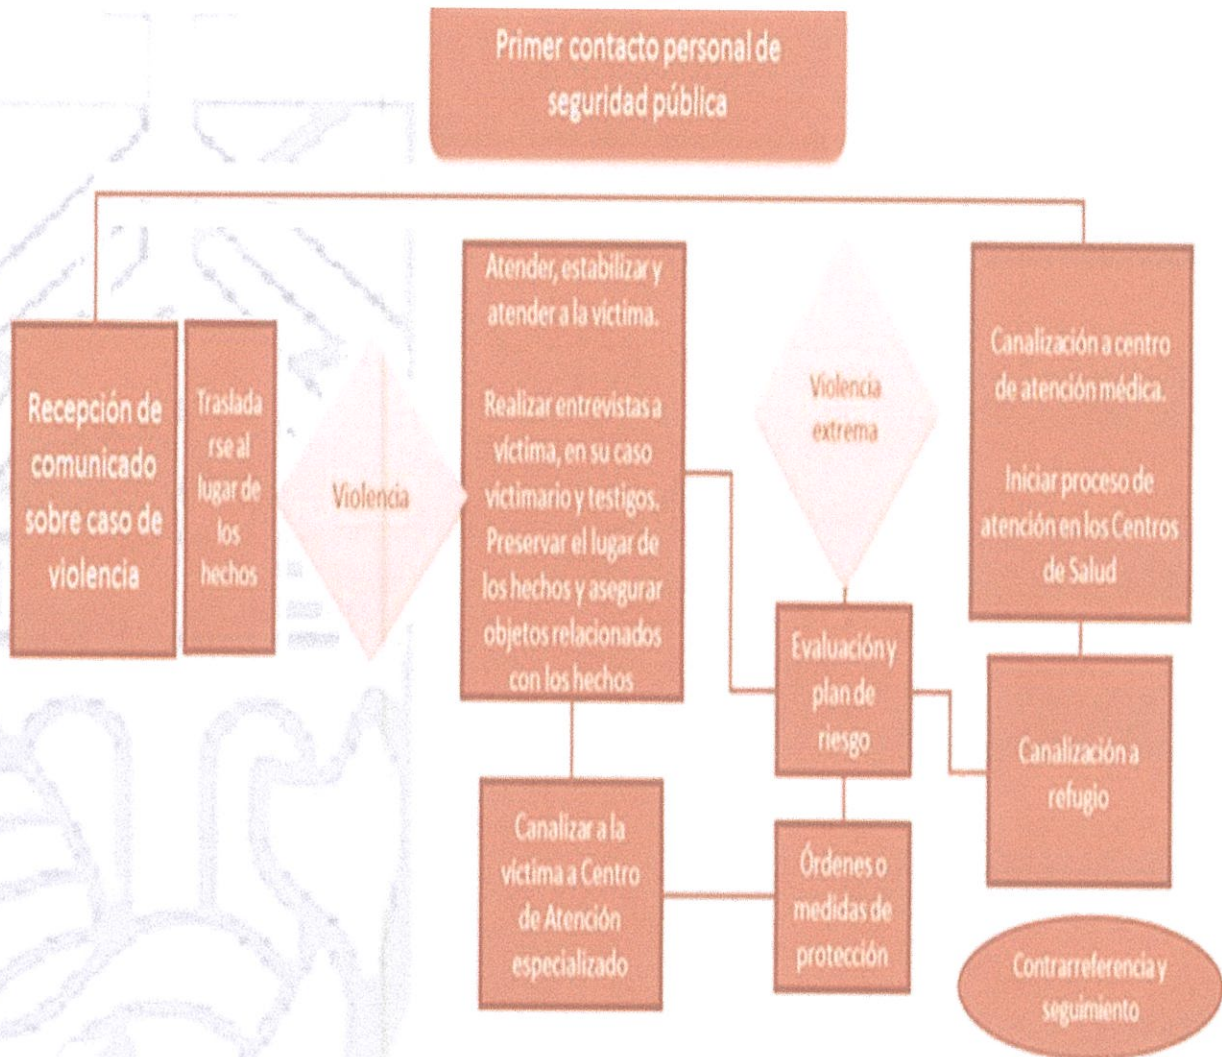 Primer contacto personal de
seguridad pública
Recepción de
comunicado
sobre caso de
violencia
Traslada
rse al
lugar de
los
hechos
Violencia
Atender, estabilizar y
atender a la víctima.
Realizar entrevistas a
víctima, en su caso
victimario y testigos.
Preservar el lugar de
los hechos y asegurar
objetos relacionados
con los hechos
Canalizar a la
víctima a Centro
de Atención
especializado
Violencia
extrema
Evaluación y
plan de
riesgo
Órdenes o
medidas de
protección
Canalización a centro
de atención médica.
Iniciar proceso de
atención en los Centros
de Salud
Canalización a
refugio
Contrarreferencia y
seguimiento